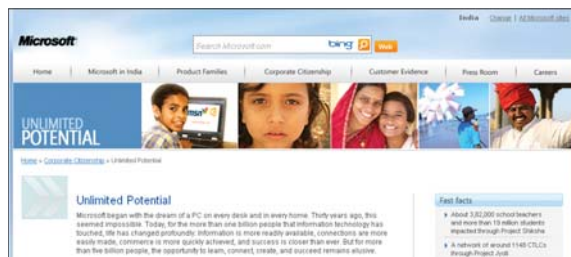 India Change | All Microsoft sites
Microsoft
Search Microsoft.com bing Web
Home Microsoft in India Product Families Corporate Citizenship Customer Evidence Press Room Careers
msn
UNLIMITED
POTENTIAL
Home > Corporate Citizenship > Unlimited Potential
Unlimited Potential
Microsoft began with the dream of a PC on every desk and in every home. Thirty years ago, this
seemed impossible. Today, for the more than one billion people that information technology has
touched, life has changed profoundly. Information is more readily available, connections are more
easily made, commerce is more quickly achieved, and success is closer than ever. But for more
than five billion people, the opportunity to learn, connect, create, and succeed remains elusive.
Fast facts
About 3,82,000 school teachers
and more than 19 million students
impacted through Project Shiksha
A network of around 1148 CTLCs
through Project Jyoti